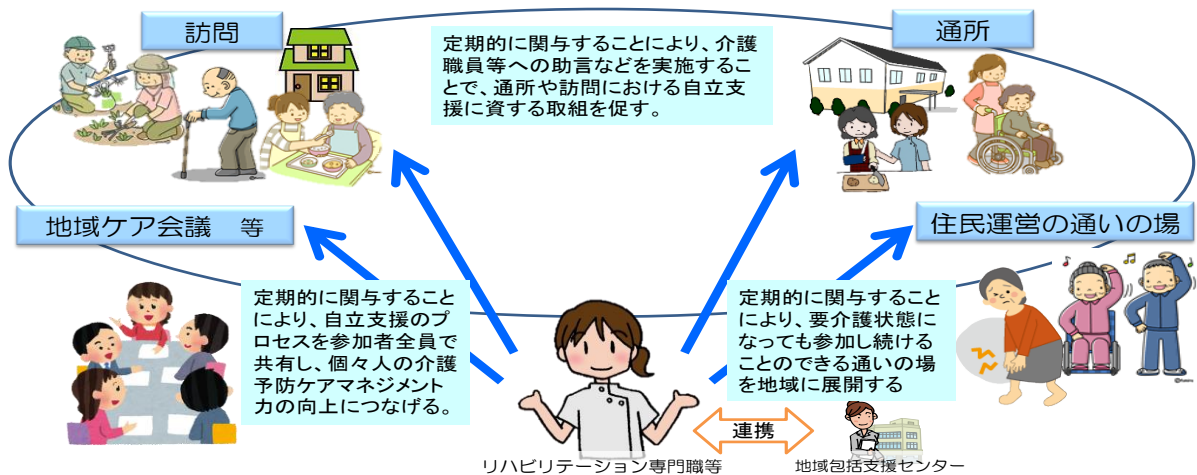 訪問
通所
定期的に関与することにより、介護
職員等への助言などを実施するこ
とで、通所や訪問における自立支
援に資する取組を促す。
地域ケア会議　等
住民運営の通いの場
定期的に関与すること
により、自立支援のプ
ロセスを参加者全員で
共有し、個々人の介護
予防ケアマネジメント
力の向上につなげる。
定期的に関与すること
により、要介護状態に
なっても参加し続ける
ことのできる通いの場
を地域に展開する
連携
リハビリテーション専門職等
地域包括支援センター